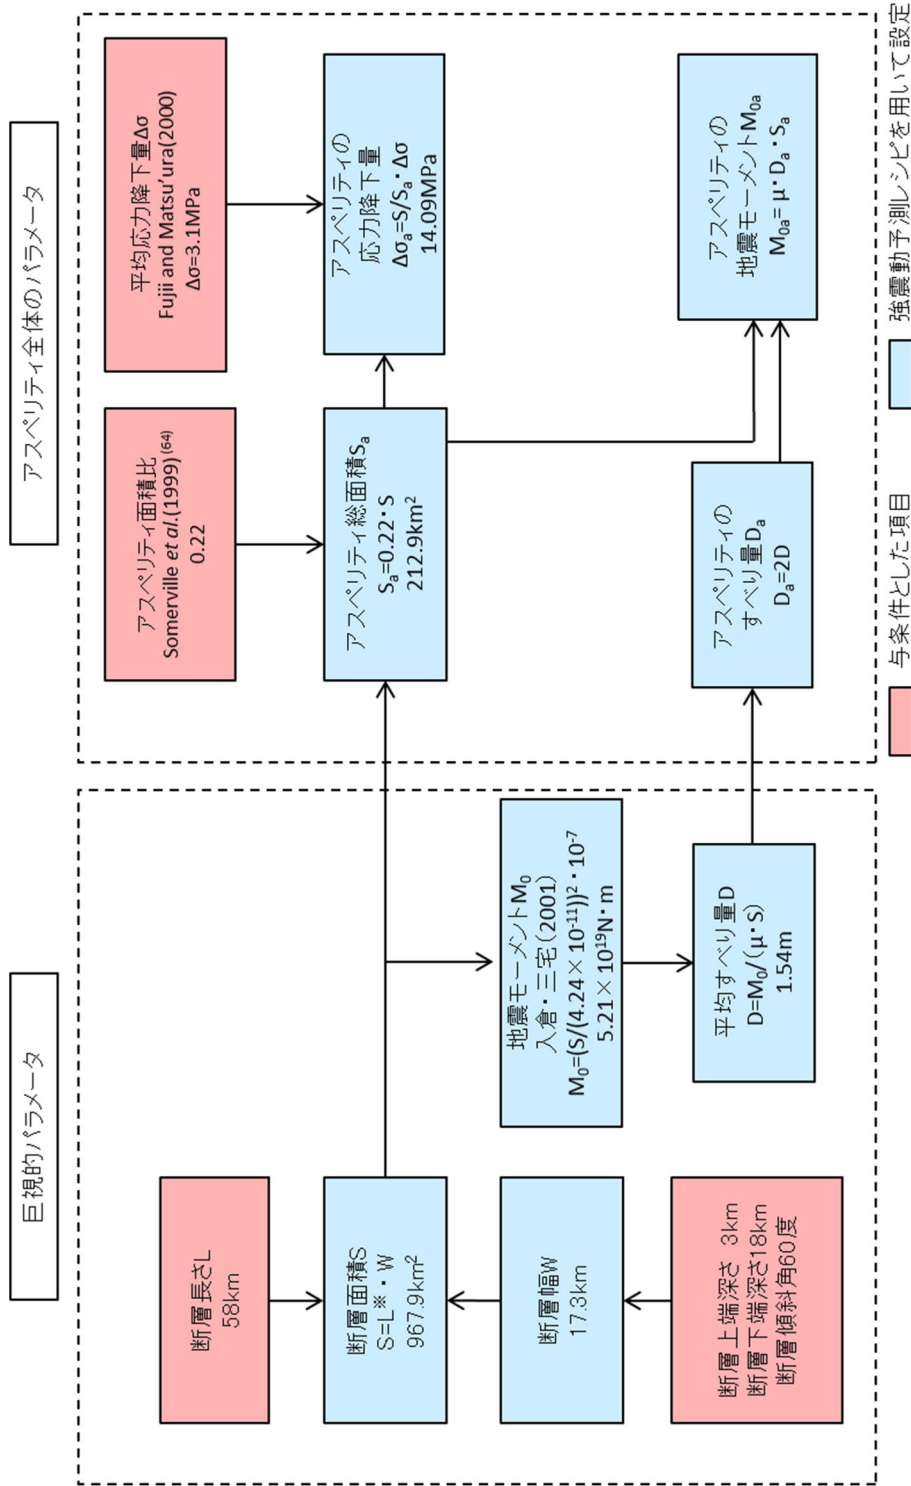 巨視的パラメータ
断層長さL
58km
断層面積S
S=L※・W
967.9km²
断層幅W
17.3km
断層上端深さ 3km
断層下端深さ18km
断層傾斜角60度
地震モーメントM₀
入倉・三宅(2001)
M₀=(S/(4.24×10⁻¹¹))²・10⁻⁷
5.21×10¹⁹N・m
平均すべり量D
D=M₀/(μ・S)
1.54m
アスペリティ全体のパラメータ
アスペリティ面積比
Somerville et al.(1999)⁽⁶⁴⁾
0.22
平均応力降下量Δσ
Fujii and Matsu'ura(2000)
Δσ=3.1MPa
アスペリティ総面積Sₐ
Sₐ=0.22・S
212.9km²
アスペリティの
応力降下量
Δσₐ=S/Sₐ・Δσ
14.09MPa
アスペリティの
すべり量Dₐ
Dₐ=2D
アスペリティの
地震モーメントM₀ₐ
M₀ₐ= μ・Dₐ・Sₐ
与条件とした項目
強震動予測レシピを用いて設定